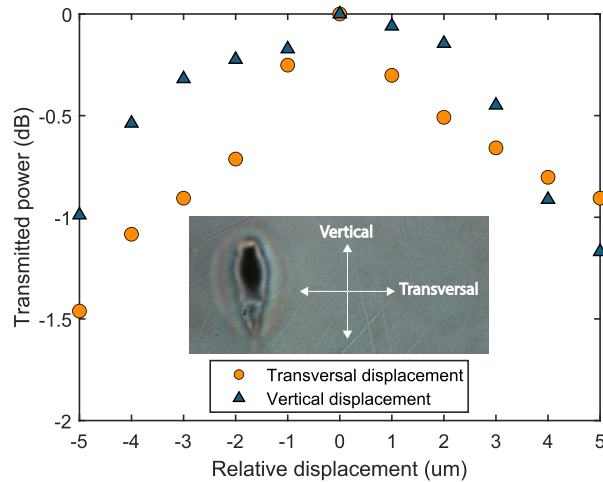 0
-0.5
-1
-1.5
-2
Transmitted power (dB)
Vertical
Transversal
Transversal displacement
Vertical displacement
-5 -4 -3 -2 -1 0 1 2 3 4 5
Relative displacement (um)